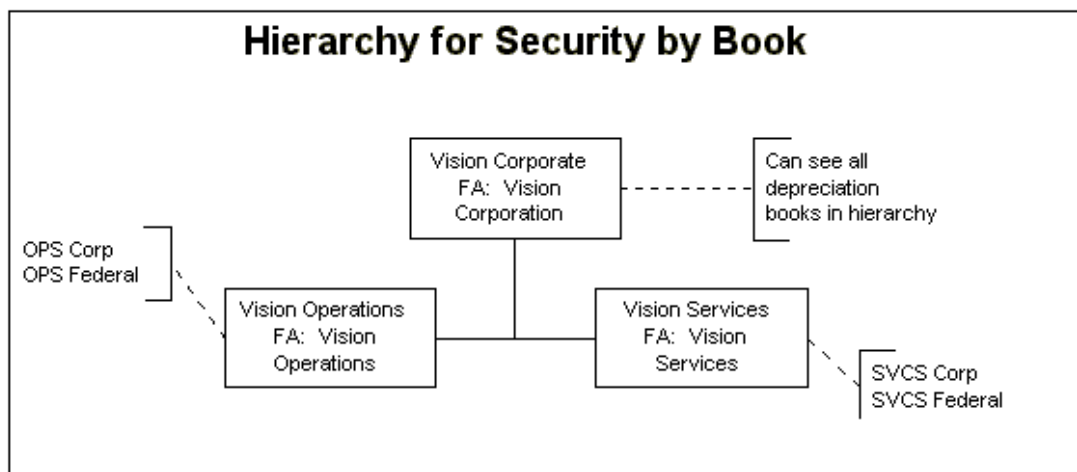 Hierarchy for Security by Book
Vision Corporate
FA: Vision
Corporation
Can see all
depreciation
books in hierarchy
OPS Corp
OPS Federal
Vision Operations
FA: Vision
Operations
Vision Services
FA: Vision
Services
SVCS Corp
SVCS Federal